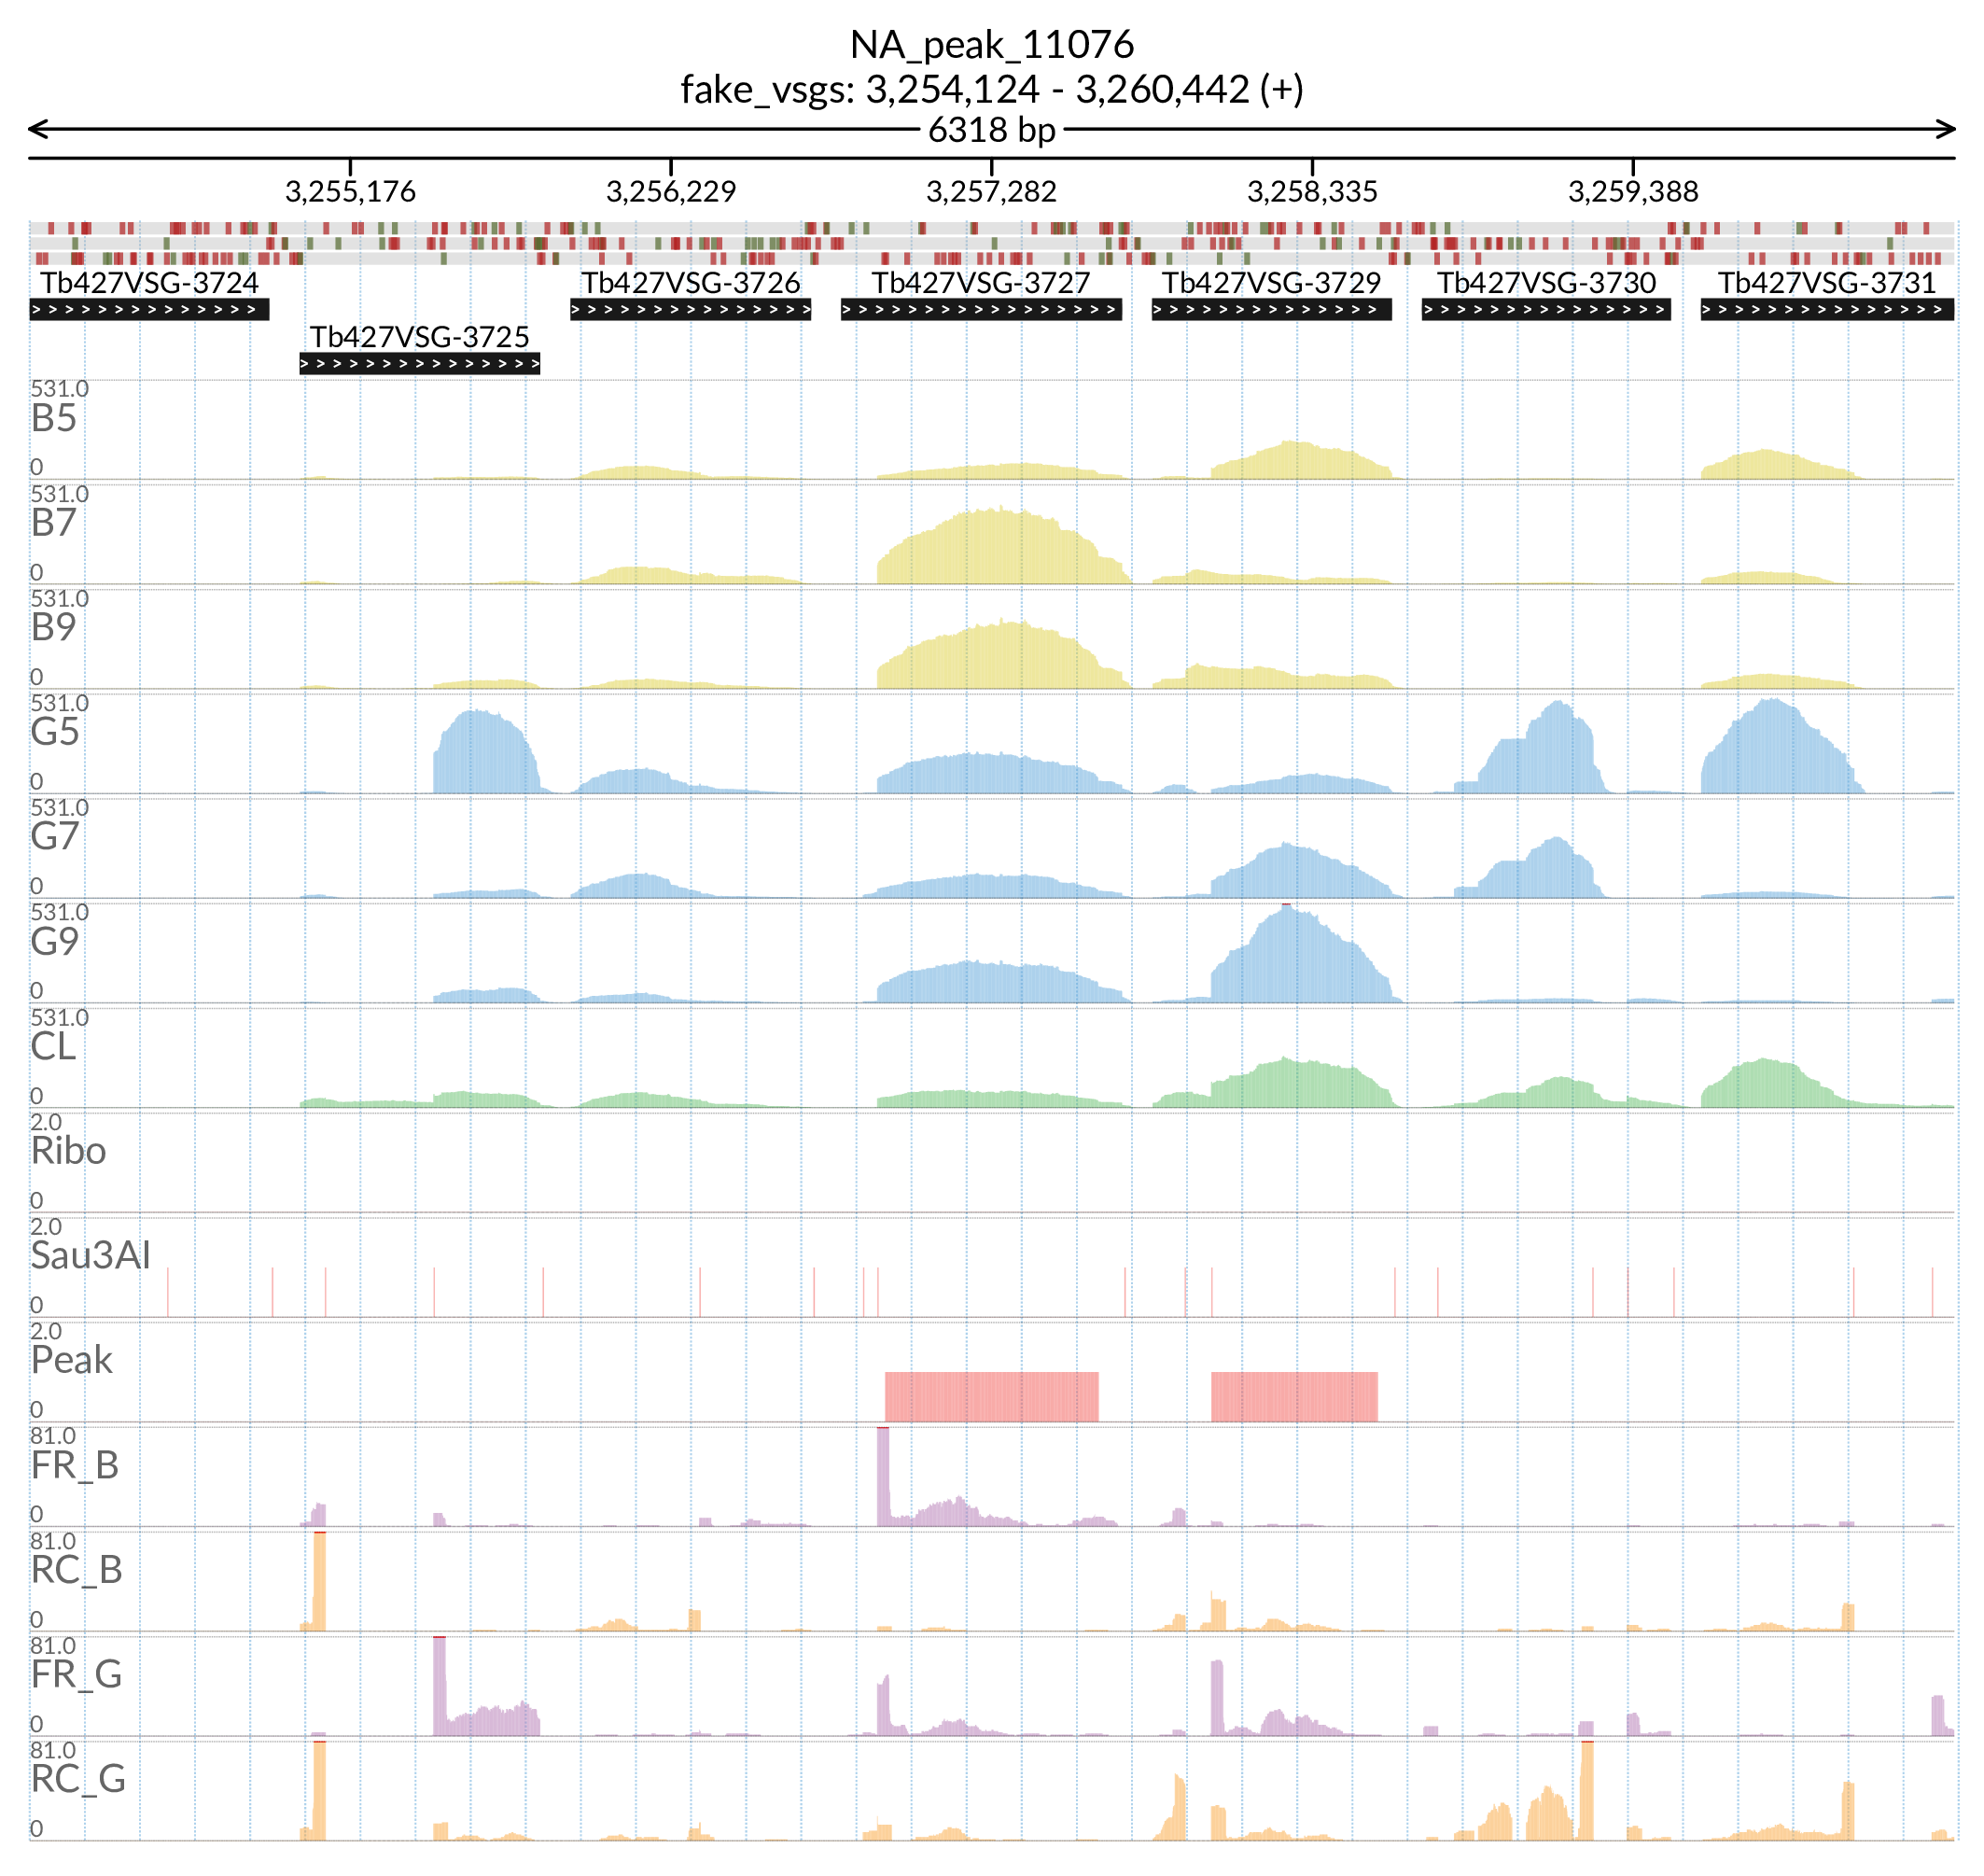 NA_peak_11076
fake_vsgs: 3,254,124 - 3,260,442 (+)
6318 bp
3,255,176 3,256,229 3,257,282 3,258,335 3,259,388
Tb427VSG-3724 Tb427VSG-3726 Tb427VSG-3727 Tb427VSG-3729 Tb427VSG-3730 Tb427VSG-3731
Tb427VSG-3725
531.0
B5
0
531.0
B7
0
531.0
B9
0
531.0
G5
0
531.0
G7
0
531.0
G9
0
531.0
CL
0
2.0
Ribo
0
2.0
Sau3AI
0
2.0
Peak
0
81.0
FR_B
0
81.0
RC_B
0
81.0
FR_G
0
81.0
RC_G
0